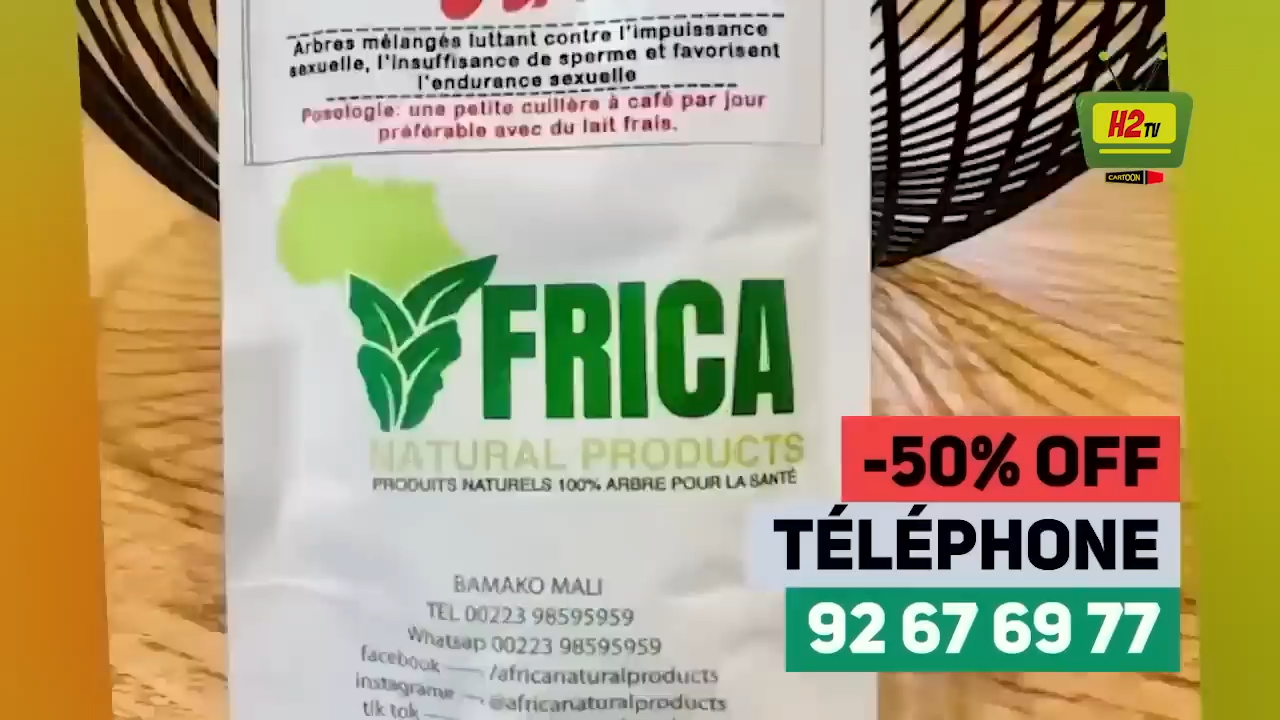 Arbres mélangés luttant contre l'impuissance
sexuelle, l'insuffisance de sperme et favorisent
l'endurance sexuelle
Posologie: une petite cuillère à café par jour
préférable avec du lait frais.
H2 TV
CARTOON
FRICA
NATURAL PRODUCTS
PRODUITS NATURELS 100% ARBRE POUR LA SANTÉ
-50% OFF
TÉLÉPHONE
92 67 69 77
BAMAKO MALI
TEL 00223 98595959
Whatsap 00223 98595959
facebook /africanaturalproducts
instagrame @africanaturalproducts
tik tok